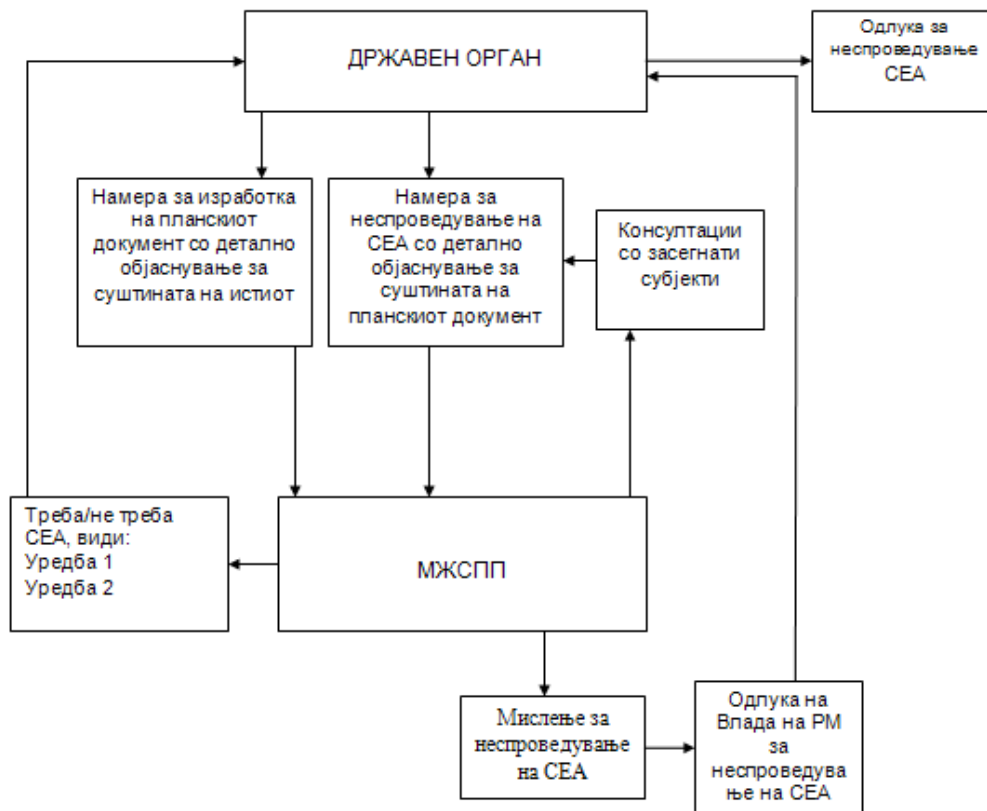 ДРЖАВЕН ОРГАН
Одлука за
неспроведување
СЕА
Намера за изработка
на планскиот
документ со детално
објаснување за
суштината на истиот
Намера за
неспроведување на
СЕА со детално
објаснување за
суштината на
планскиот документ
Консултации
со засегнати
субјекти
Треба/не треба
СЕА, види:
Уредба 1
Уредба 2
МЖСПП
Мислење за
неспроведување
на СЕА
Одлука на
Влада на РМ
за
неспроведува
ње на СЕА